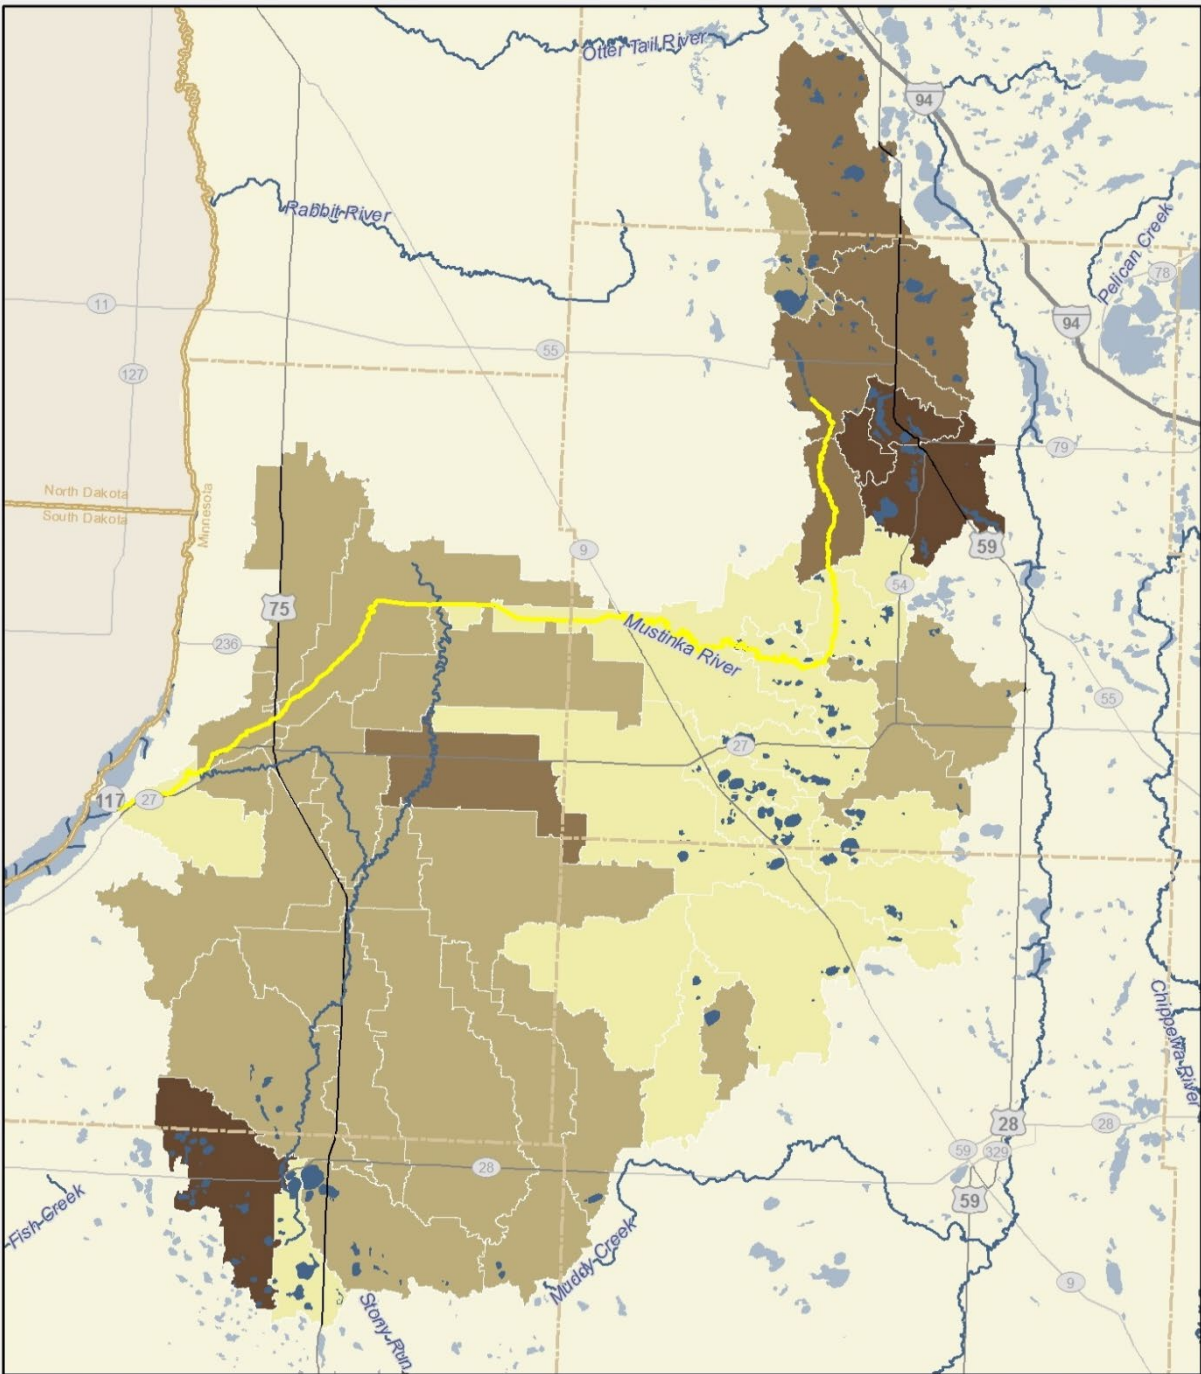 Otter Tail River
94
Rabbit River
Pelican Creek
78
11
94
55
127
79
North Dakota
South Dakota
Minnesota
9
59
54
75
236
Mustinka River
55
27
117
27
Chippewa River
28
28
59
329
28
59
Fish Creek
Muddy Creek
9
Stony Run